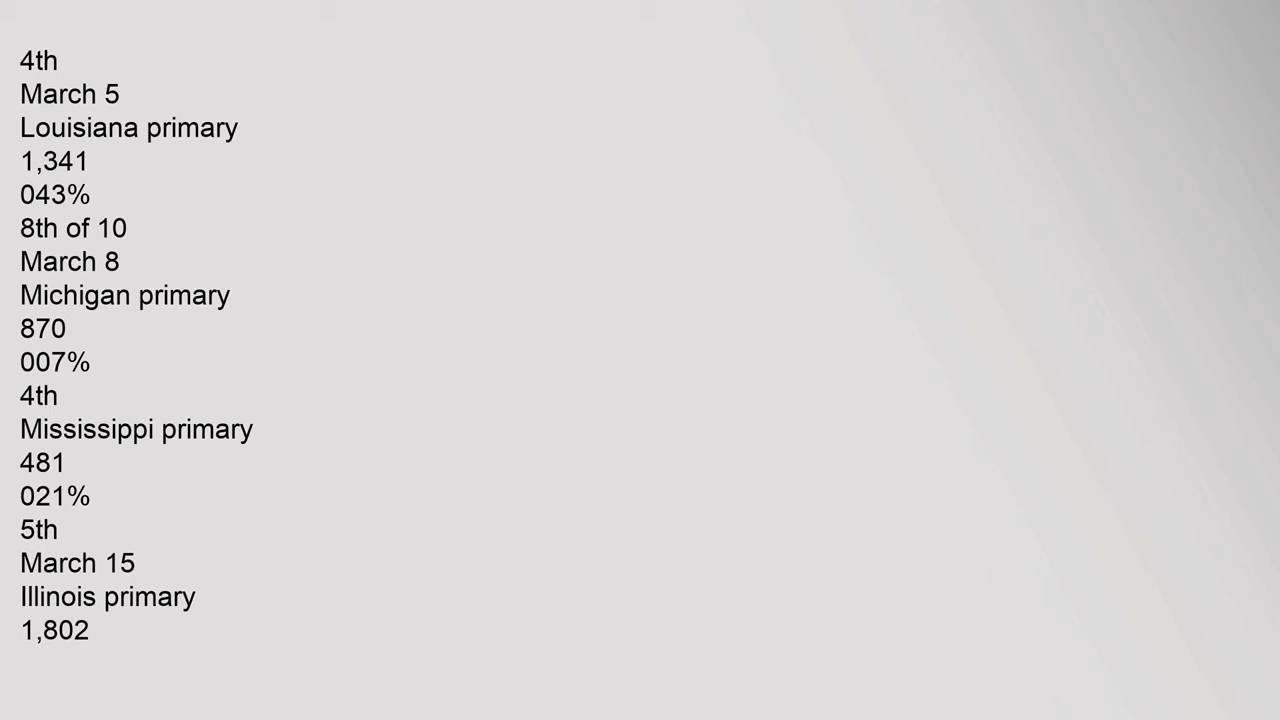 4th
March 5
Louisiana primary
1,341
043%
8th of 10
March 8
Michigan primary
870
007%
4th
Mississippi primary
481
021%
5th
March 15
Illinois primary
1,802